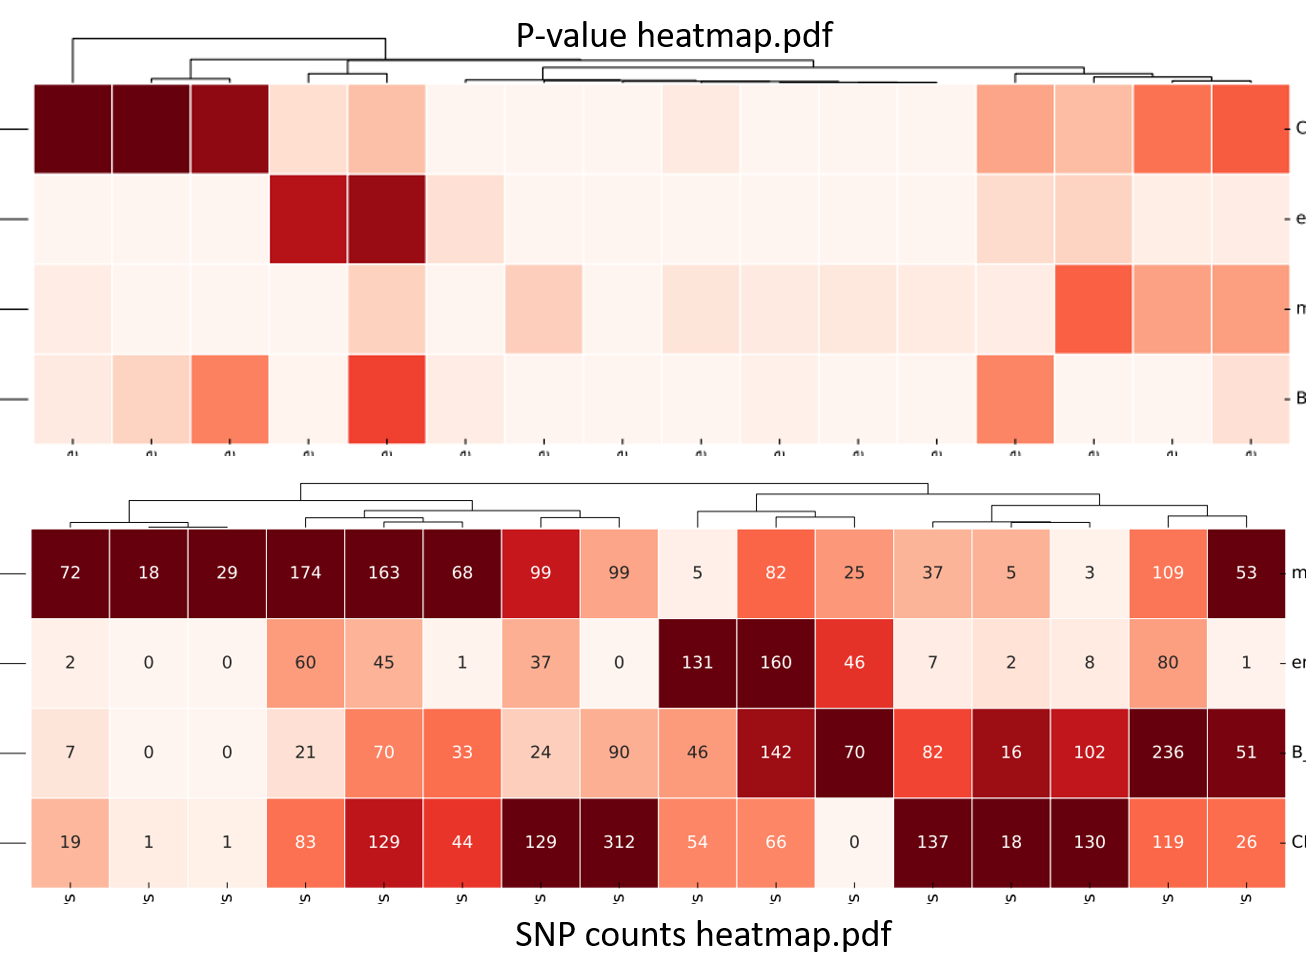 P-value heatmap.pdf
e
m
B
72 18 29 174 163 68 99 99 5 82 25 37 5 3 109 53 m
2 0 0 60 45 1 37 0 131 160 46 7 2 8 80 1 er
7 0 0 21 70 33 24 90 46 142 70 82 16 102 236 51 B_
19 1 1 83 129 44 129 312 54 66 0 137 18 130 119 26
s s s s s s s s s s s s s s s s
SNP counts heatmap.pdf